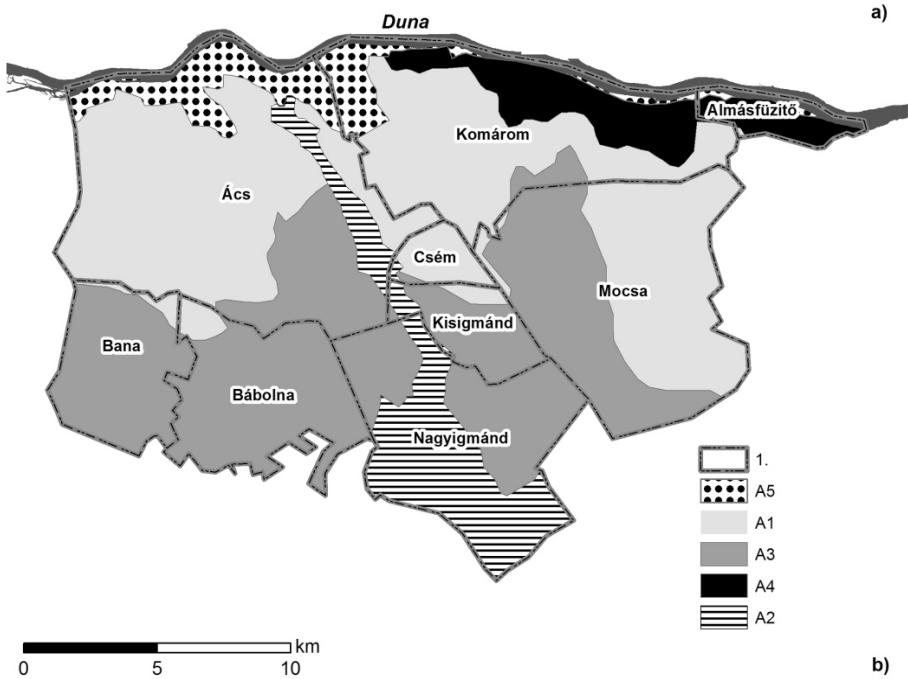 Duna
a)
Almásfüzitő
Komárom
Ács
Csém
Mocsa
Kisigmánd
Bana
Bábolna
Nagyigmánd
1.
A5
A1
A3
A4
A2
km
0 5 10
b)